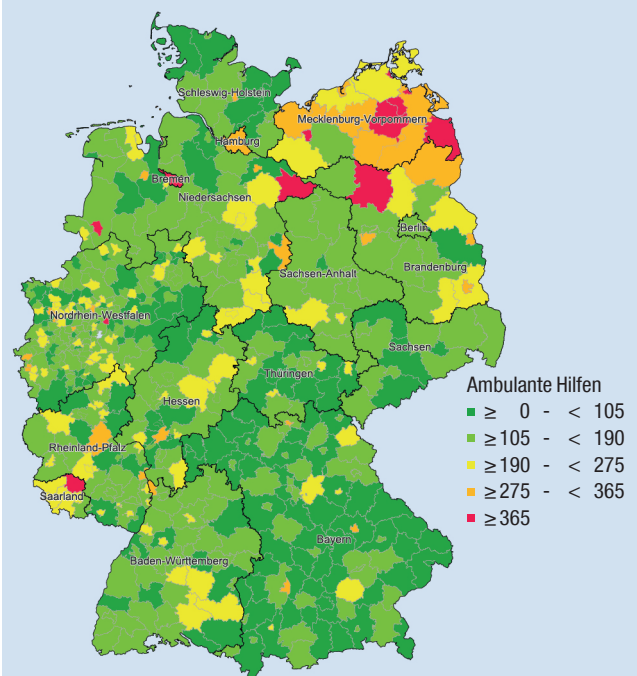 Schleswig-Holstein
Mecklenburg-Vorpommern
Hamburg
Bremen
Niedersachsen
Berlin
Sachsen-Anhalt
Brandenburg
Nordrhein-Westfalen
Sachsen
Thüringen
Hessen
Rheinland-Pfalz
Saarland
Bayern
Baden-Württemberg
Ambulante Hilfen
≥ 0 - < 105
≥105 - < 190
≥190 - < 275
≥275 - < 365
≥365